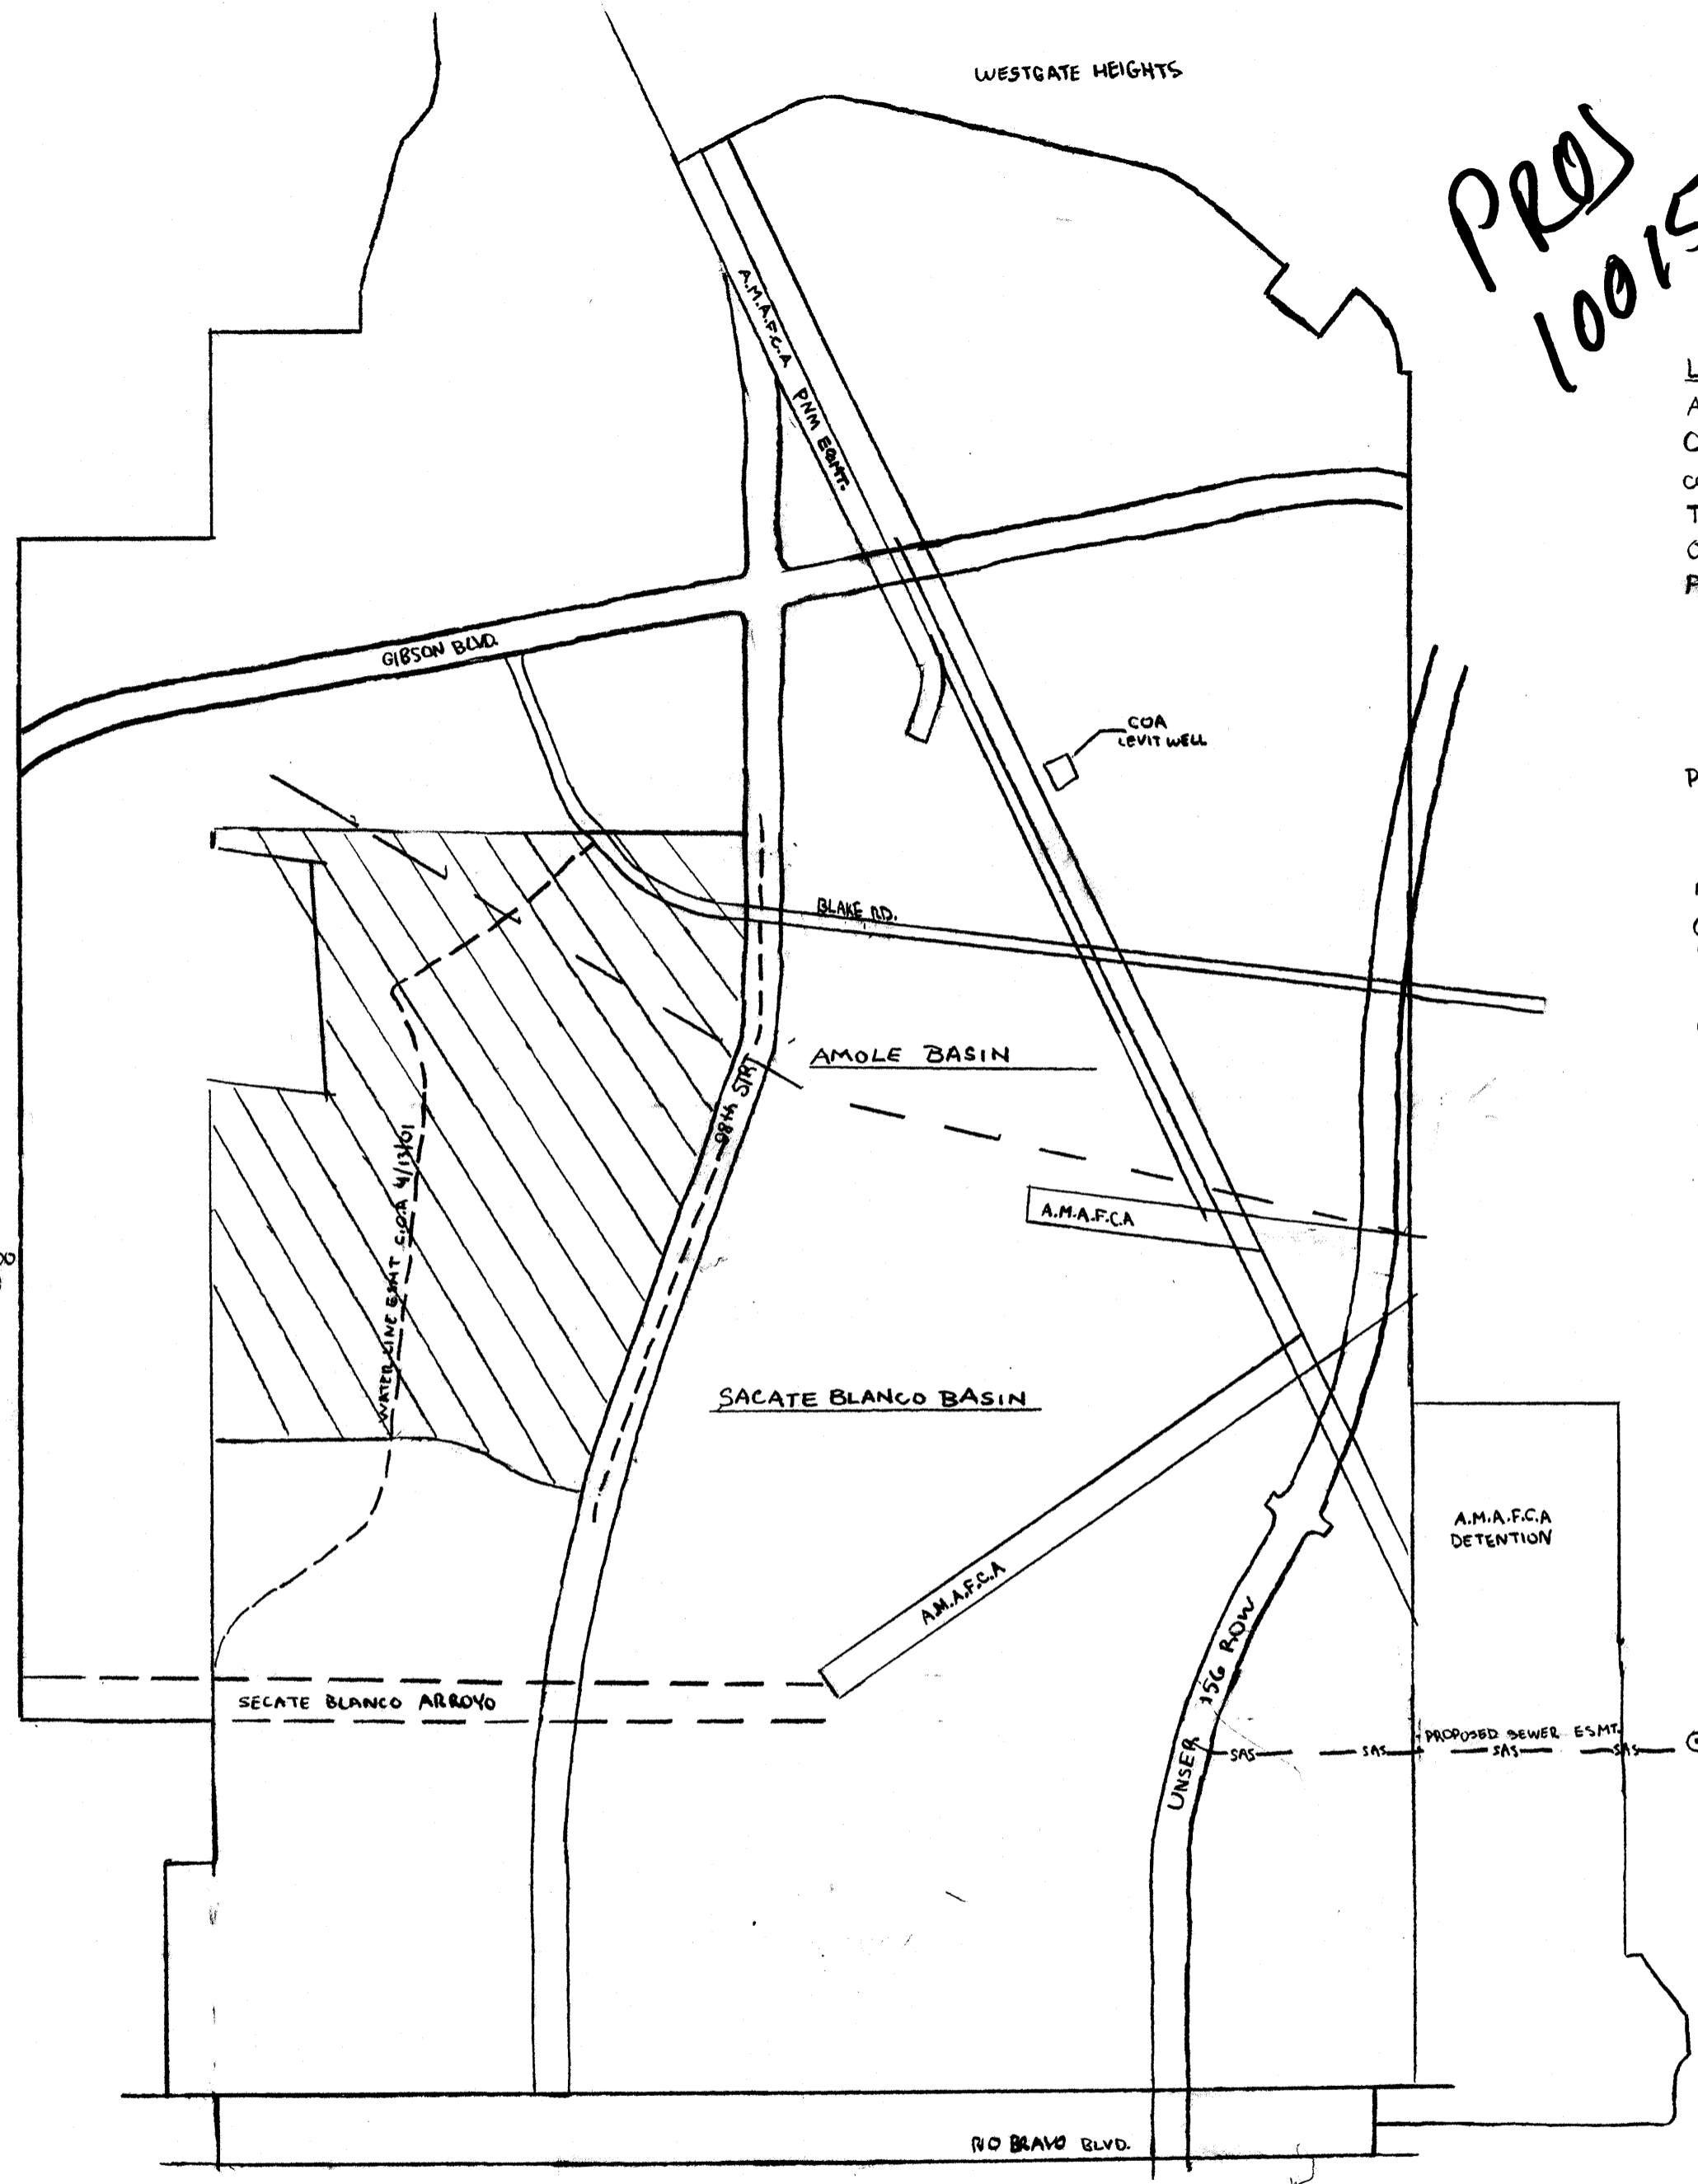 WESTGATE HEIGHTS
PROJ
10015
A.M.A.F.C.A PNM ESMT.
GIBSON BLVD.
COA
LEVIT WELL
BLAKE RD.
AMOLE BASIN
98th STRT
WATER LINE ESMT C.O.A 4/13/01
A.M.A.F.C.A
SACATE BLANCO BASIN
A.M.A.F.C.A
DETENTION
A.M.A.F.C.A
UNSER 156 ROW
SECATE BLANCO ARROYO
PROPOSED SEWER ESMT.
SAS SAS SAS SAS
RIO BRAVO BLVD.